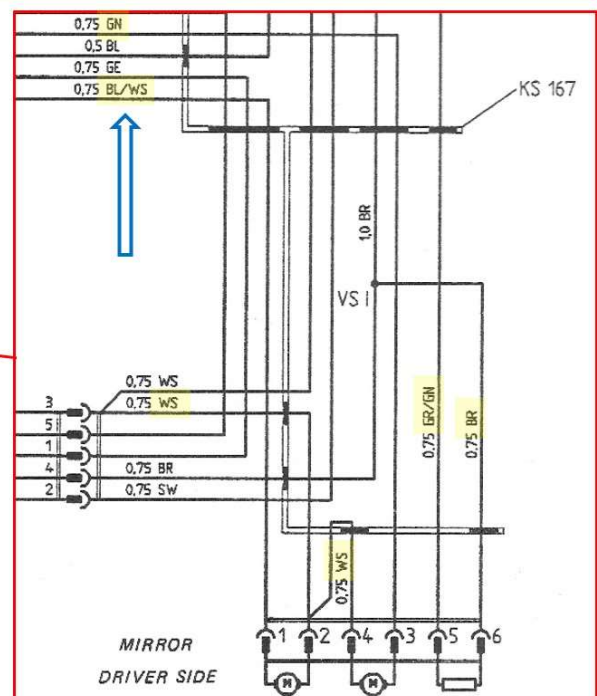 0,75 GN
0,5 BL
0,75 GE
0,75 BL/WS
KS 167
1,0 BR
VS I
0,75 WS
3
0,75 WS
5
1
4
0,75 BR
2
0,75 SW
0,75 GR/GN
0,75 BR
0,75 WS
1 2 4 3 5 6
MIRROR
DRIVER SIDE
M M